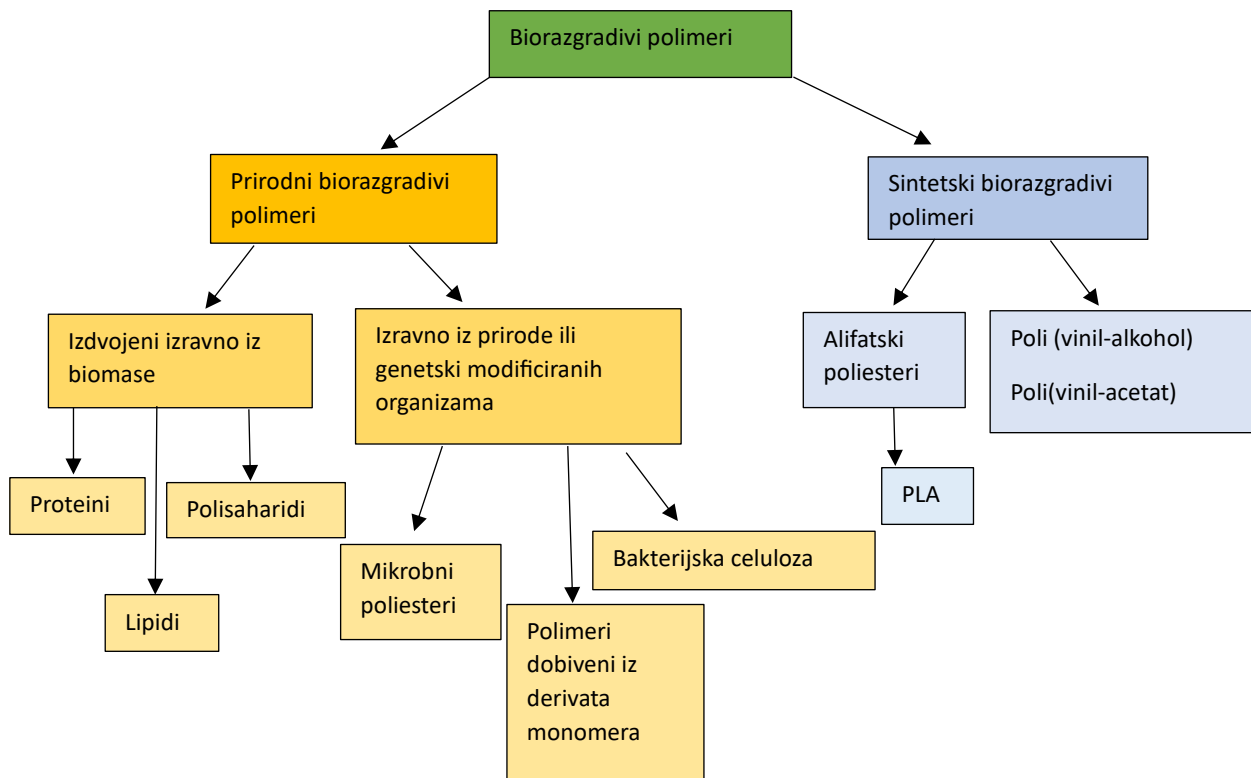 Biorazgradivi polimeri
Prirodni biorazgradivi
polimeri
Sintetski biorazgradivi
polimeri
Izdvojeni izravno iz
biomase
Izravno iz prirode ili
genetski modificiranih
organizama
Alifatski
poliesteri
Poli (vinil-alkohol)
Poli(vinil-acetat)
Proteini
Polisaharidi
PLA
Mikrobni
poliesteri
Bakterijska celuloza
Lipidi
Polimeri
dobiveni iz
derivata
monomera